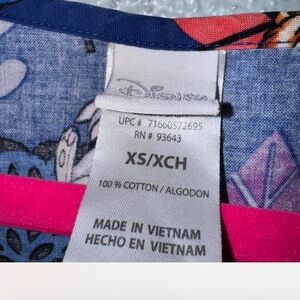 Disney
UPC # 71660572695
RN # 93643
XS/XCH
100 % COTTON / ALGODON
MADE IN VIETNAM
HECHO EN VIETNAM